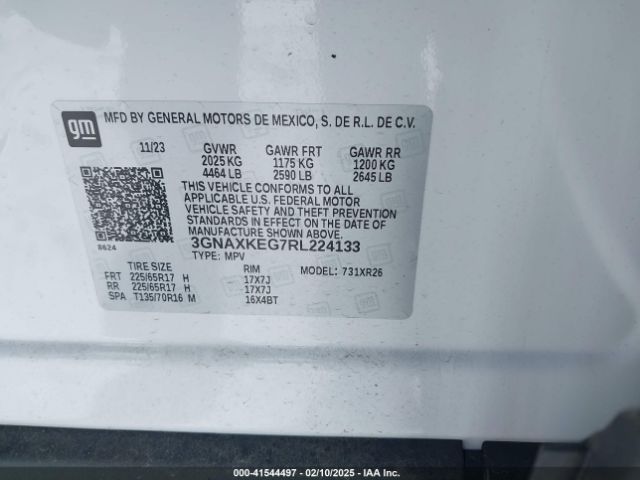 gm
MFD BY GENERAL MOTORS DE MEXICO, S. DE R.L. DE C.V.
11/23 GVWR GAWR FRT GAWR RR
2025 KG 1175 KG 1200 KG
4464 LB 2590 LB 2645 LB
THIS VEHICLE CONFORMS TO ALL
APPLICABLE U.S. FEDERAL MOTOR
VEHICLE SAFETY AND THEFT PREVENTION
STANDARDS IN EFFECT ON THE DATE OF
MANUFACTURE SHOWN ABOVE.
8624 3GNAXKEG7RL224133
TYPE: MPV
TIRE SIZE RIM MODEL: 731XR26
FRT 225/65R17 H 17X7J
RR 225/65R17 H 17X7J
SPA T135/70R16 M 16X4BT
000-41544497 - 02/10/2025 - IAA Inc.